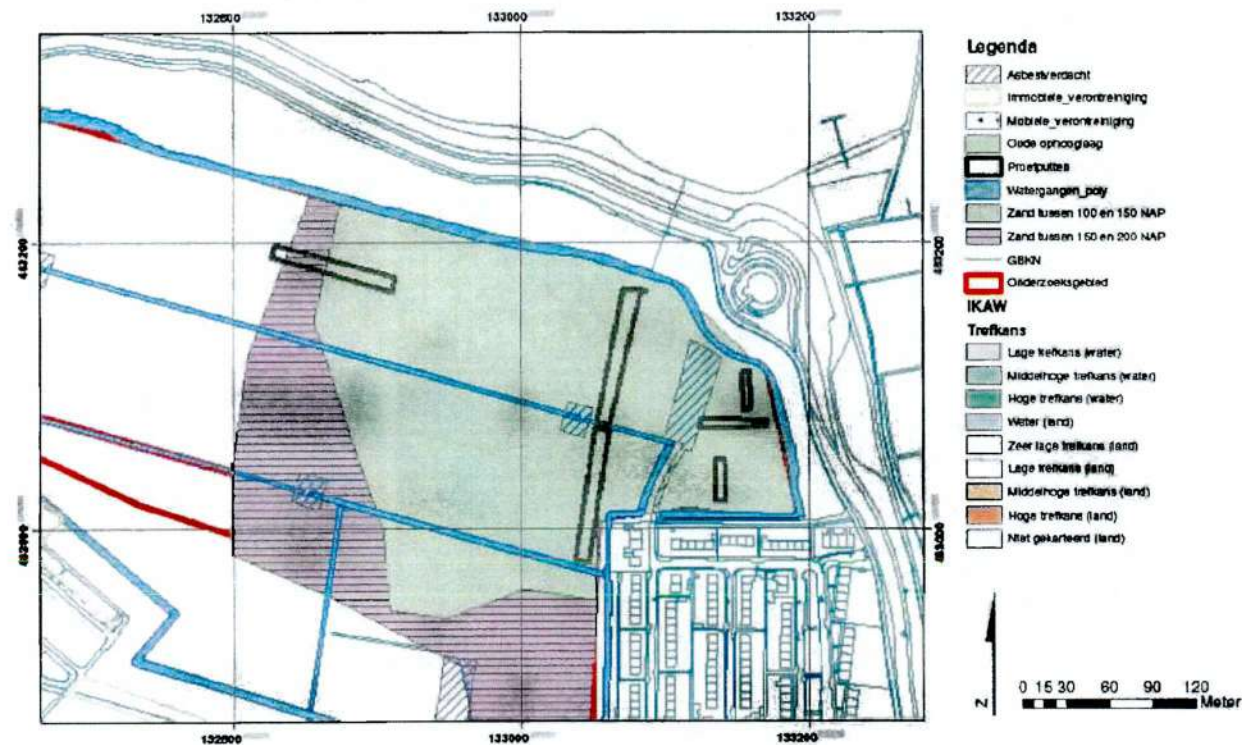 133000
133200
Legenda
Asbestverdacht
Immobiele_verontreiniging
Mobiele_verontreiniging
Oude ophooglaag
Proefputten
Watergangen_poly
Zand tussen 100 en 150 NAP
Zand tussen 150 en 200 NAP
GBKN
Onderzoeksgebied
IKAW
Trefkans
Lage trefkans (water)
Middelhoge trefkans (water)
Hoge trefkans (water)
Water (land)
Zeer lage trefkans (land)
Lage trefkans (land)
Middelhoge trefkans (land)
Hoge trefkans (land)
Niet gekarteerd (land)
Z
0 15 30 60 90 120
Meter
132800
133000
133200